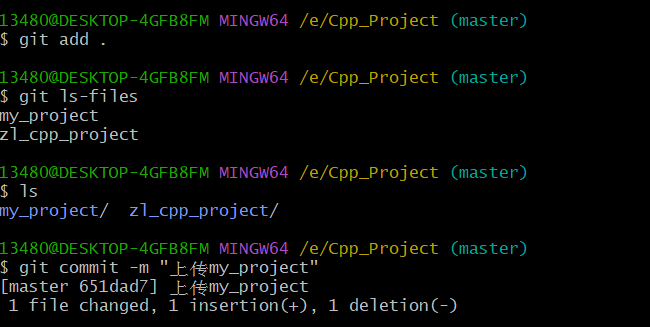 13480@DESKTOP-4GFB8FM MINGW64 /e/Cpp_Project (master)
$ git add .
13480@DESKTOP-4GFB8FM MINGW64 /e/Cpp_Project (master)
$ git ls-files
my_project
zl_cpp_project
13480@DESKTOP-4GFB8FM MINGW64 /e/Cpp_Project (master)
$ ls
my_project/  zl_cpp_project/
13480@DESKTOP-4GFB8FM MINGW64 /e/Cpp_Project (master)
$ git commit -m "上传my_project"
[master 651dad7] 上传my_project
 1 file changed, 1 insertion(+), 1 deletion(-)